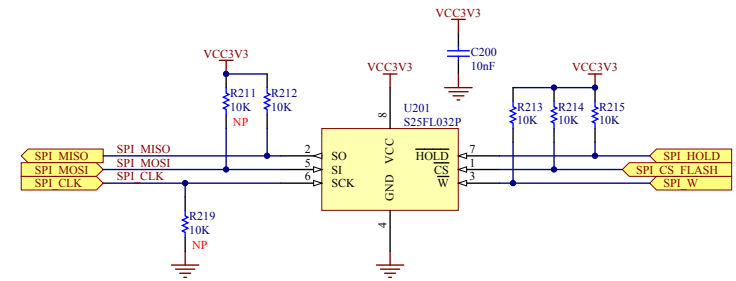 VCC3V3
C200
10nF
VCC3V3
VCC3V3
VCC3V3
R211
10K
NP
R212
10K
U201
S25FL032P
R213
10K
R214
10K
R215
10K
8
VCC
SPI_MISO
SPI_MISO
2
SO
HOLD
7
SPI_HOLD
SPI_MOSI
SPI_MOSI
5
SI
CS
1
SPI_CS_FLASH
SPI_CLK
SPI_CLK
6
SCK
W
3
SPI_W
GND
4
R219
10K
NP